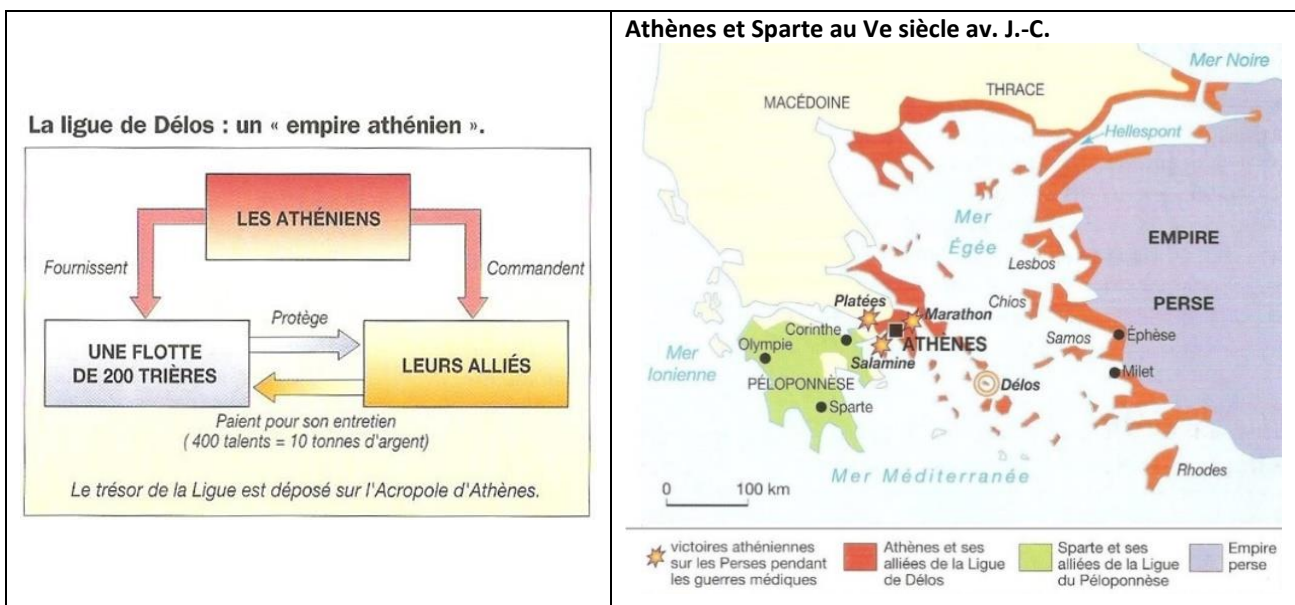 La ligue de Délos : un « empire athénien ».
LES ATHÉNIENS
Fournissent
Commandent
Protège
UNE FLOTTE
DE 200 TRIÈRES
LEURS ALLIÉS
Paient pour son entretien
( 400 talents = 10 tonnes d'argent)
Le trésor de la Ligue est déposé sur l'Acropole d'Athènes.
Athènes et Sparte au Ve siècle av. J.-C.
Mer Noire
THRACE
MACÉDOINE
Hellespont
Mer
Égée
EMPIRE
PERSE
Lesbos
Chios
Platées
Marathon
Corinthe
ATHÈNES
Samos
Éphèse
Olympie
Salamine
Mer
Ionienne
Milet
PÉLOPONNÈSE
Délos
Sparte
Mer Méditerranée
Rhodes
0 100 km
victoires athéniennes
sur les Perses pendant
les guerres médiques
Athènes et ses
alliées de la Ligue
de Délos
Sparte et ses
alliées de la Ligue
du Péloponnèse
Empire
perse